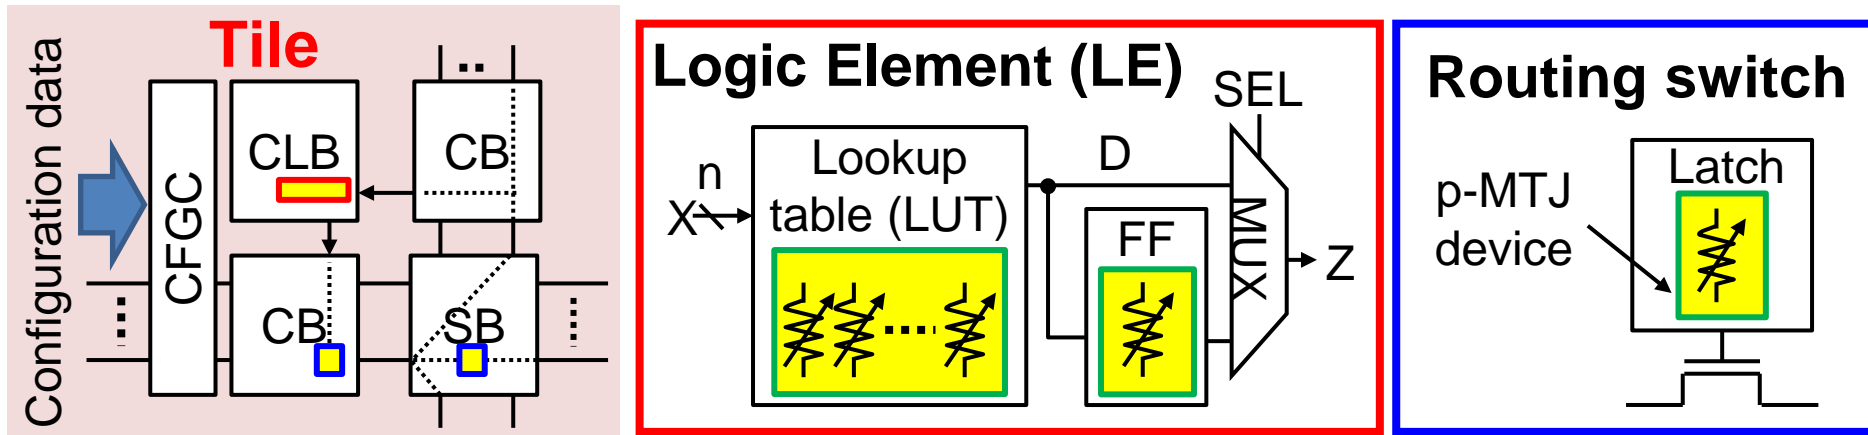 Configuration data
Tile
CFGC
CLB
CB
CB
SB
Logic Element (LE)
SEL
X
n
Lookup
table (LUT)
D
FF
MUX
Z
Routing switch
Latch
p-MTJ
device